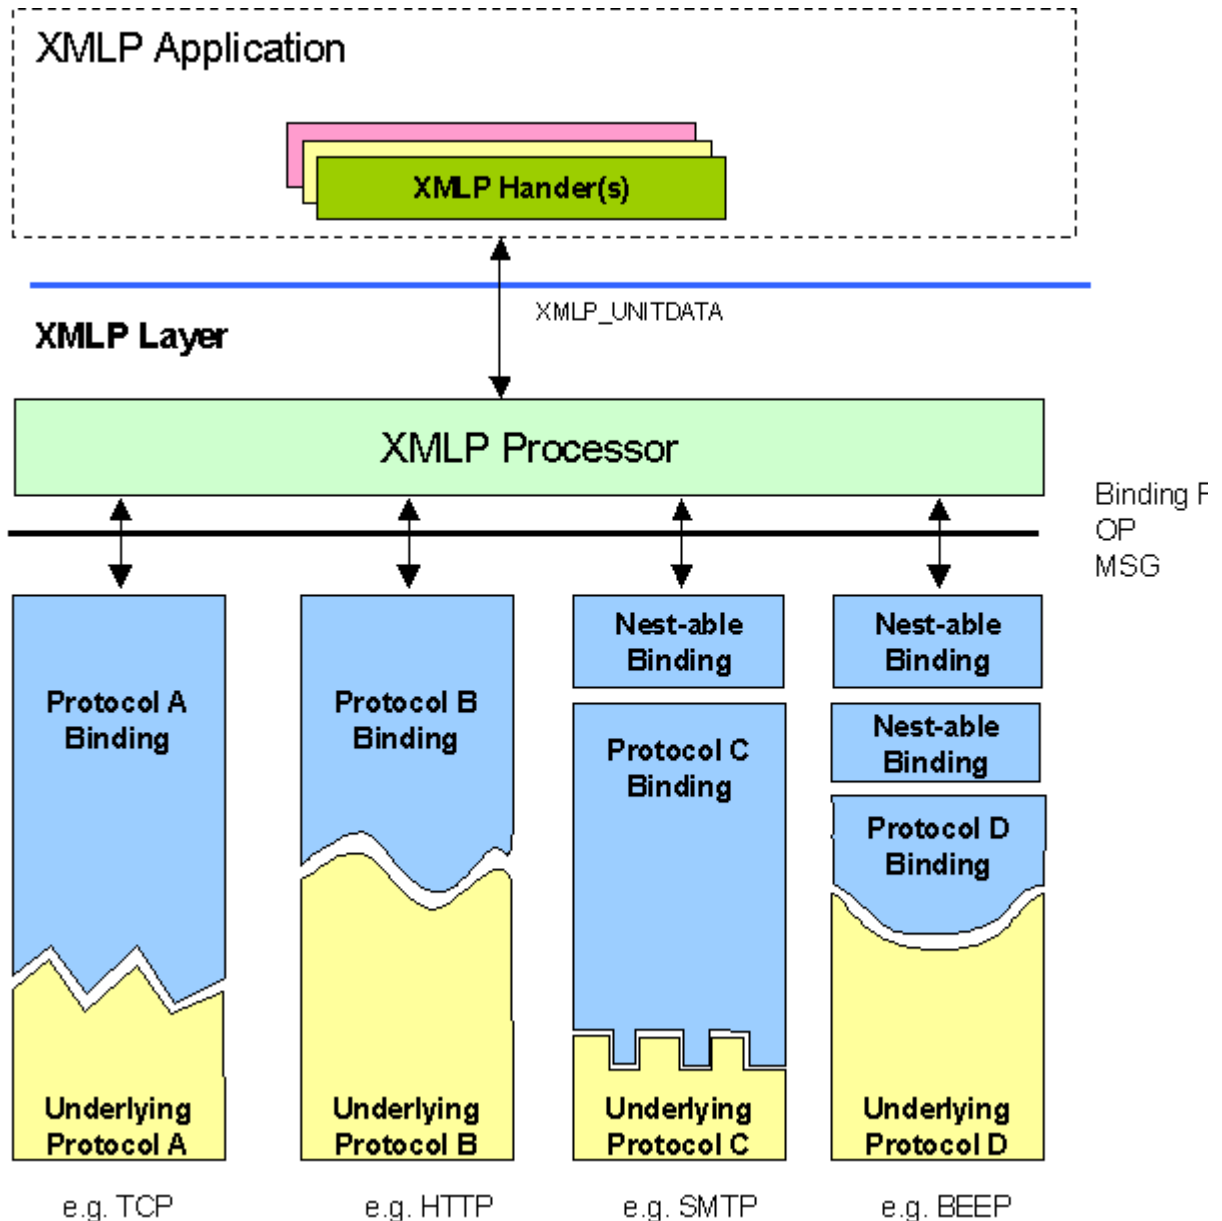 XMLP Application
XMLP Hander(s)
XMLP_UNITDATA
XMLP Layer
XMLP Processor
Binding
OP
MSG
Protocol A
Binding
Protocol B
Binding
Nest-able
Binding
Protocol C
Binding
Nest-able
Binding
Nest-able
Binding
Protocol D
Binding
Underlying
Protocol A
Underlying
Protocol B
Underlying
Protocol C
Underlying
Protocol D
e.g. TCP
e.g. HTTP
e.g. SMTP
e.g. BEEP